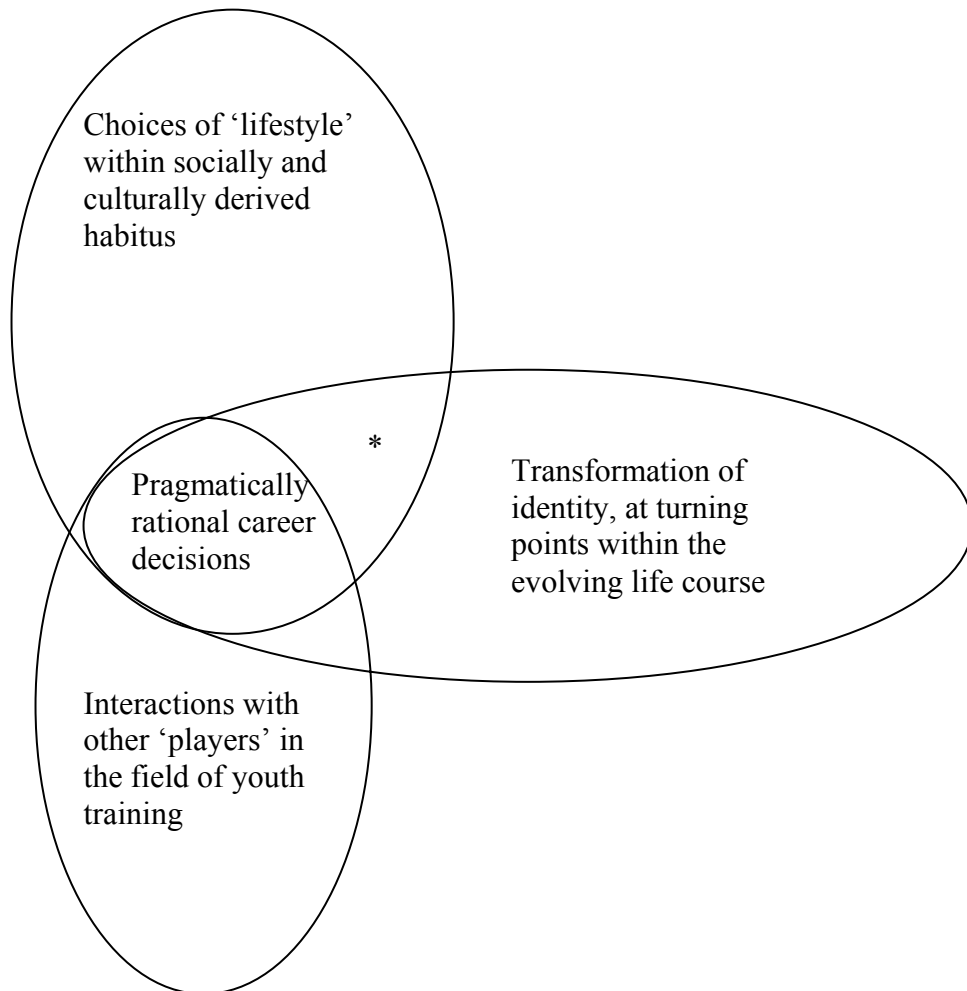 Choices of ‘lifestyle’
within socially and
culturally derived
habitus
*
Pragmatically
rational career
decisions
Transformation of
identity, at turning
points within the
evolving life course
Interactions with
other ‘players’ in
the field of youth
training